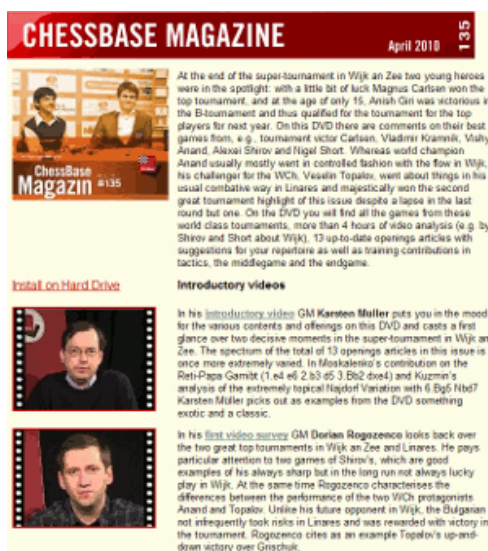 CHESSBASE MAGAZINE
April 2010
135
At the end of the super-tournament in Wijk an Zee two young heroes
were in the spotlight: with a little bit of luck Magnus Carlsen won the
top tournament, and at the age of only 15, Anish Giri was victorious in
the B-tournament and thus qualified for the tournament for the top
players for next year. On this DVD there are comments on their best
games from, e.g., tournament victor Carlsen, Vladimir Kramnik, Vishy
Anand, Alexei Shirov and Nigel Short. Whereas world champion
Anand usually mostly went in controlled fashion with the flow in Wijk,
his challenger for the WCh, Veselin Topalov, went about things in his
usual combative way in Linares and majestically won the second
great tournament highlight of this issue despite a lapse in the last
round but one. On the DVD you will find all the games from these
world class tournaments, more than 4 hours of video analysis (e.g. by
Shirov and Short about Wijk), 13 up-to-date openings articles with
suggestions for your repertoire as well as training contributions in
tactics, the middlegame and the endgame.
ChessBase
Magazin #135
Install on Hard Drive
Introductory videos
In his introductory video GM Karsten Müller puts you in the mood
for the various contents and offerings on this DVD and casts a first
glance over two decisive moments in the super-tournament in Wijk an
Zee. The spectrum of the total of 13 openings articles in this issue is
once more extremely varied. In Moskalenko's contribution on the
Reti-Papa Gambit (1.e4 e6 2.b3 d5 3.Bb2 dxe4) and Kuzmin's
analysis of the extremely topical Najdorf Variation with 6.Bg5 Nbd7
Karsten Müller picks out as examples from the DVD something
exotic and a classic.
In his first video survey GM Dorian Rogozenco looks back over
the two great top tournaments in Wijk an Zee and Linares. He pays
particular attention to two games of Shirov's, which are good
examples of his always sharp but in the long run not always lucky
play in Wijk. At the same time Rogozenco characterises the
differences between the performance of the two WCh protagonists
Anand and Topalov. Unlike his future opponent in Wijk, the Bulgarian
not infrequently took risks in Linares and was rewarded with victory in
the tournament. Rogozenco cites as an example Topalov's up-and-
down victory over Grischuk.